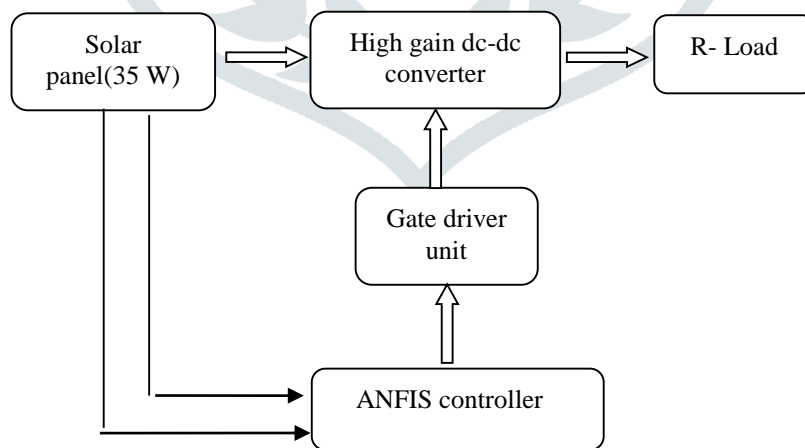 Solar
panel(35 W)
High gain dc-dc
converter
R- Load
Gate driver
unit
ANFIS controller